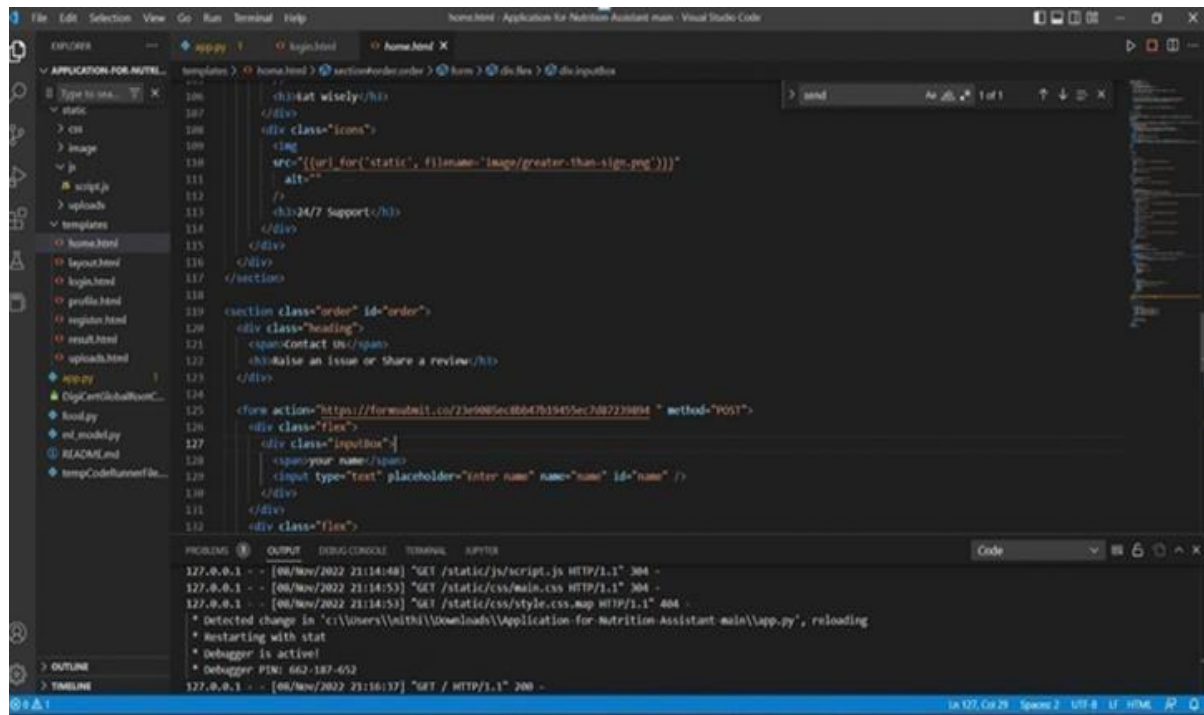 File Edit Selection View Go Run Terminal Help
home.html - Application-for-Nutrition-Assistant-main - Visual Studio Code
EXPLORER
app.py 1
login.html
home.html
APPLICATION-FOR-NUTRI...
templates > home.html > section#order.order > form > div.flex > div.inputBox
Type to sea...
send
Aa
1 of 1
static
css
image
js
script.js
uploads
templates
home.html
layout.html
login.html
profile.html
register.html
result.html
uploads.html
app.py 1
DigiCertGlobalRootC...
food.py
ml_model.py
README.md
tempCodeRunnerFile...
106 <h3>Eat wisely</h3>
107 </div>
108 <div class="icons">
109 <img
110 src="{{url_for('static', filename='image/greater-than-sign.png')}}"
111 alt=""
112 />
113 <h3>24/7 Support</h3>
114 </div>
115 </div>
116 </div>
117 </section>
118
119 <section class="order" id="order">
120 <div class="heading">
121 <span>Contact Us</span>
122 <h3>Raise an issue or Share a review</h3>
123 </div>
124
125 <form action="https://formsubmit.co/ " method="POST">
126 <div class="flex">
127 <div class="inputBox">
128 <span>your name</span>
129 <input type="text" placeholder="Enter name" name="name" id="name" />
130 </div>
131 </div>
132 <div class="flex">
PROBLEMS 8 OUTPUT DEBUG CONSOLE TERMINAL JUPYTER
Code
127.0.0.1 - - [08/Nov/2022 21:14:48] "GET /static/js/script.js HTTP/1.1" 304 -
127.0.0.1 - - [08/Nov/2022 21:14:53] "GET /static/css/main.css HTTP/1.1" 304 -
127.0.0.1 - - [08/Nov/2022 21:14:53] "GET /static/css/style.css.map HTTP/1.1" 404 -
* Detected change in 'c:\\Users\\nithi\\Downloads\\Application-for-Nutrition-Assistant-main\\app.py', reloading
* Restarting with stat
* Debugger is active!
* Debugger PIN: 662-187-652
127.0.0.1 - - [08/Nov/2022 21:16:37] "GET / HTTP/1.1" 200 -
OUTLINE
TIMELINE
0 1
Ln 127, Col 29 Spaces: 2 UTF-8 LF HTML